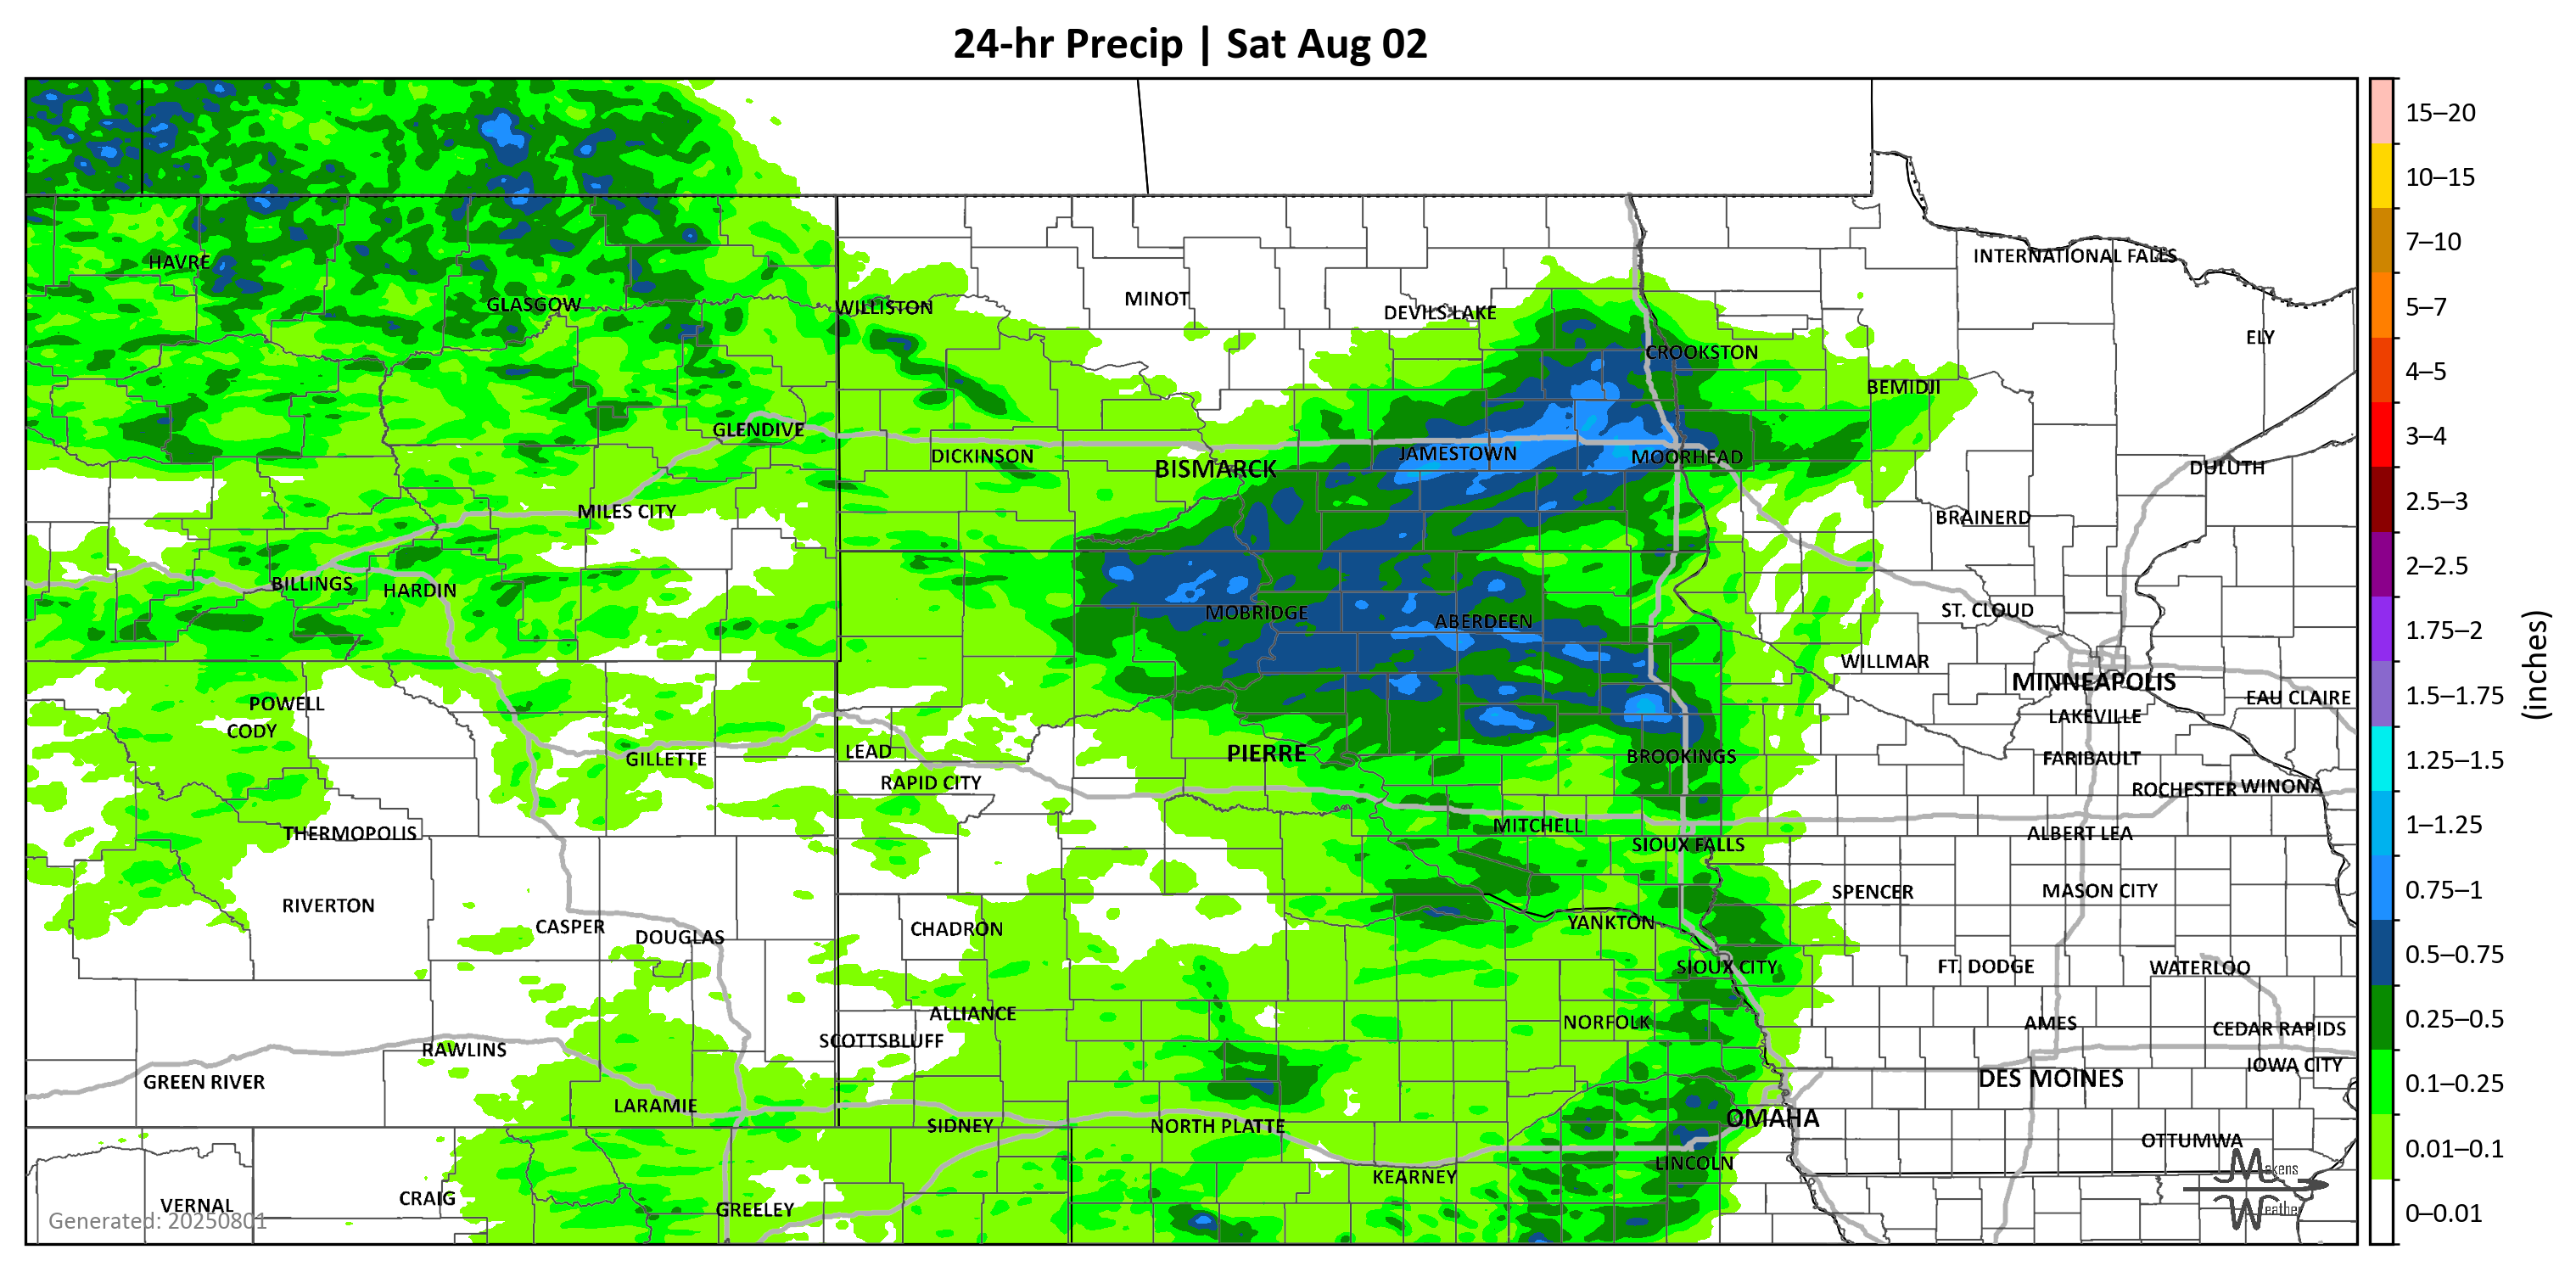 24-hr Precip | Sat Aug 02
15–20
10–15
7–10
5–7
4–5
3–4
2.5–3
2–2.5
1.75–2
1.5–1.75
1.25–1.5
1–1.25
0.75–1
0.5–0.75
0.25–0.5
0.1–0.25
0.01–0.1
0–0.01
(inches)
INTERNATIONAL FALLS
HAVRE
GLASGOW
WILLISTON
MINOT
DEVILS LAKE
ELY
CROOKSTON
BEMIDJI
GLENDIVE
DICKINSON
BISMARCK
JAMESTOWN
MOORHEAD
DULUTH
MILES CITY
BRAINERD
BILLINGS
HARDIN
MOBRIDGE
ABERDEEN
ST. CLOUD
WILLMAR
MINNEAPOLIS
EAU CLAIRE
POWELL
CODY
LAKEVILLE
GILLETTE
LEAD
RAPID CITY
PIERRE
BROOKINGS
FARIBAULT
ROCHESTER
WINONA
THERMOPOLIS
MITCHELL
SIOUX FALLS
ALBERT LEA
RIVERTON
CASPER
DOUGLAS
CHADRON
YANKTON
SPENCER
MASON CITY
SIOUX CITY
FT. DODGE
WATERLOO
ALLIANCE
SCOTTSBLUFF
NORFOLK
AMES
CEDAR RAPIDS
RAWLINS
GREEN RIVER
DES MOINES
IOWA CITY
LARAMIE
SIDNEY
NORTH PLATTE
OMAHA
OTTUMWA
LINCOLN
KEARNEY
VERNAL
CRAIG
GREELEY
Generated: 20250801
Makens
Weather